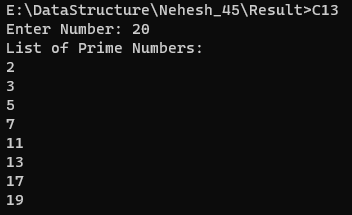 E:\DataStructure\Nehesh_45\Result>C13
Enter Number: 20
List of Prime Numbers:
2
3
5
7
11
13
17
19